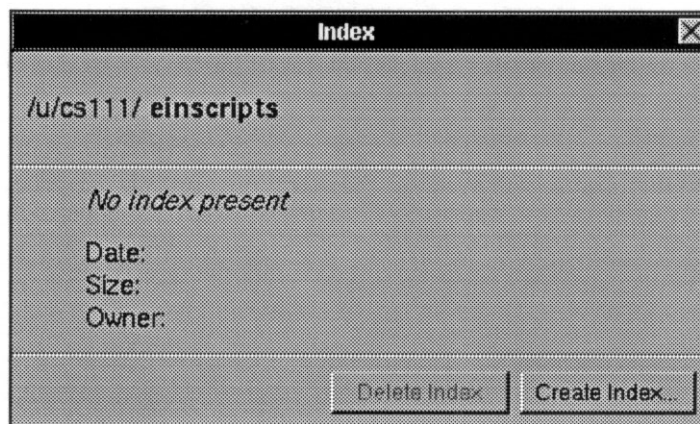 Index
/u/cs111/ einscripts
No index present
Date:
Size:
Owner:
Delete Index
Create Index...